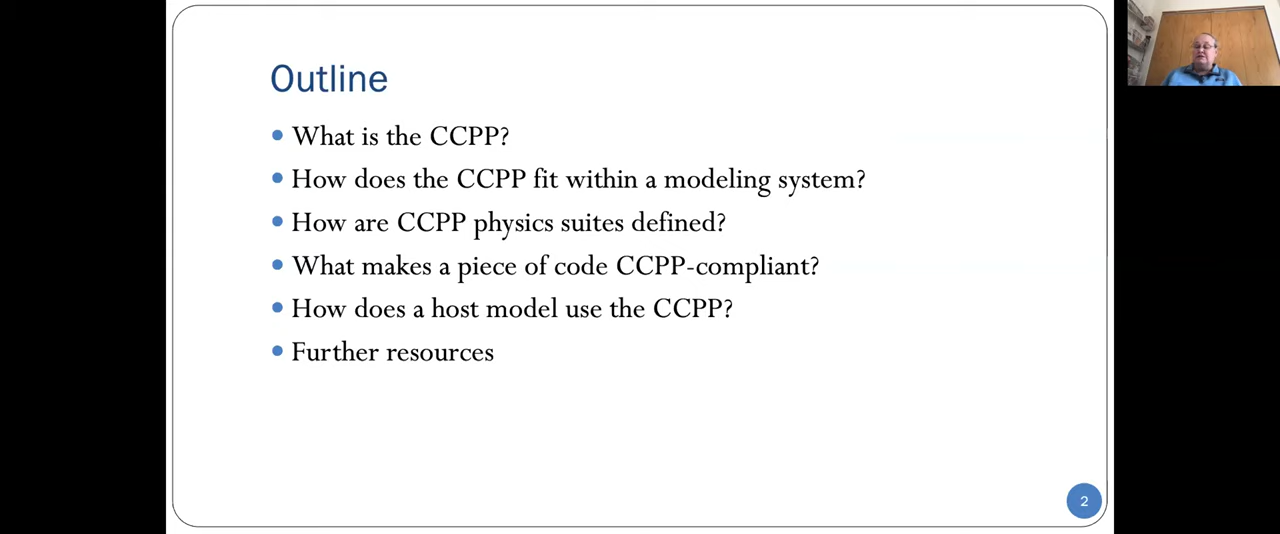 Outline
• What is the CCPP?
• How does the CCPP fit within a modeling system?
• How are CCPP physics suites defined?
• What makes a piece of code CCPP-compliant?
• How does a host model use the CCPP?
• Further resources
2